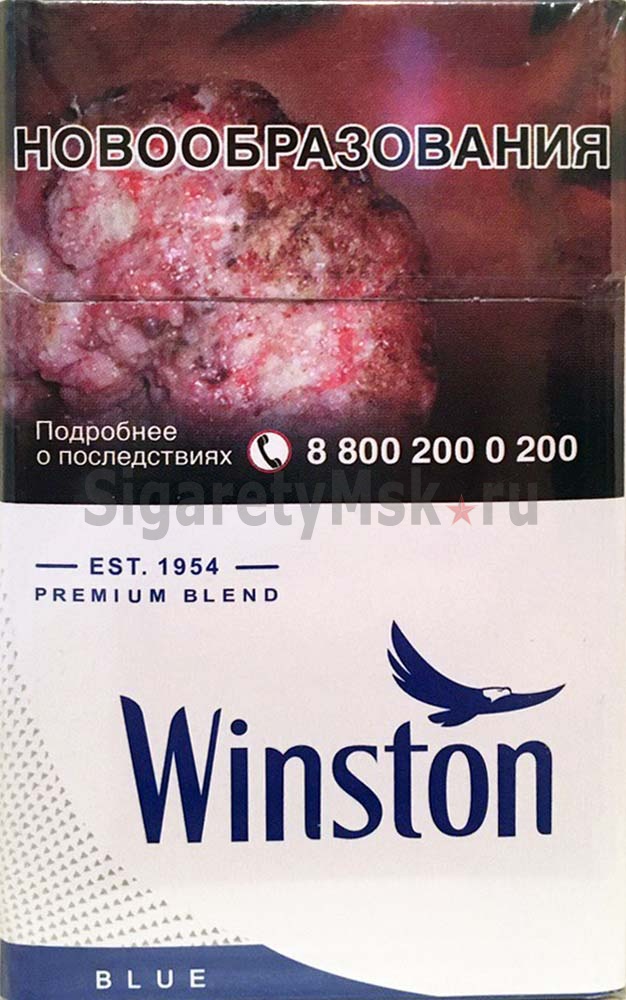 НОВООБРАЗОВАНИЯ
Подробнее
о последствиях 8 800 200 0 200
SigaretyMsk★ru
EST. 1954
PREMIUM BLEND
Winston
BLUE